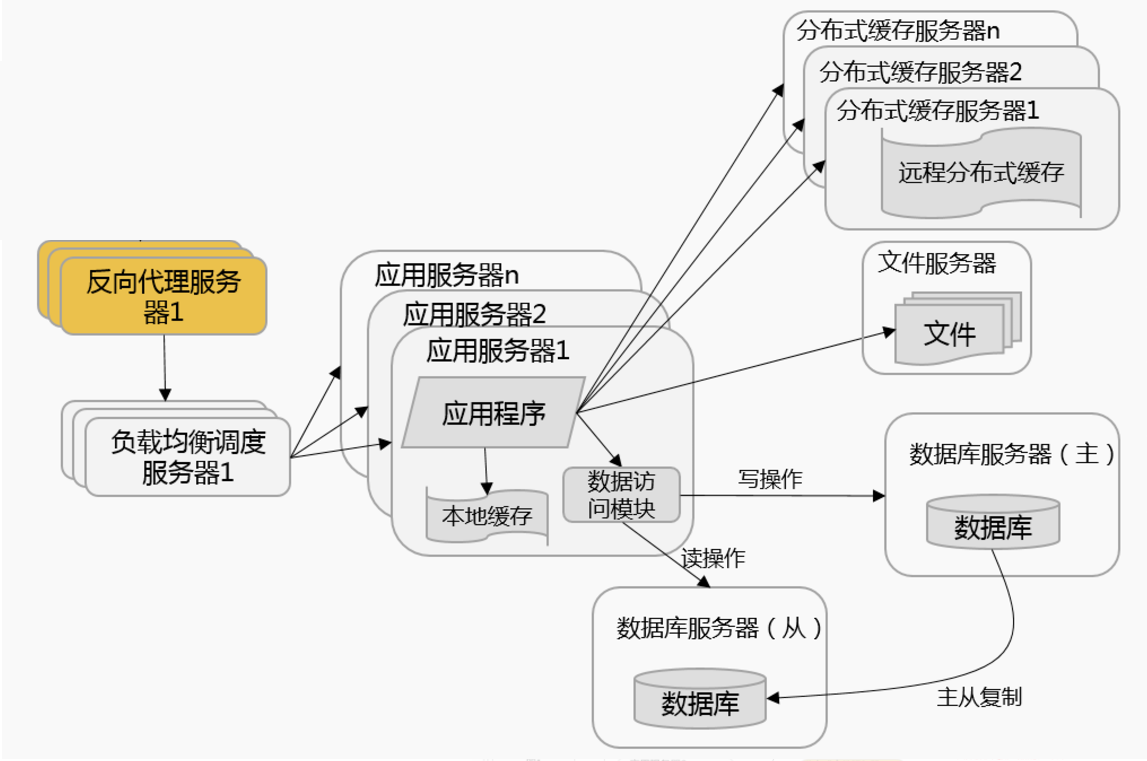 分布式缓存服务器n
分布式缓存服务器2
分布式缓存服务器1
远程分布式缓存
反向代理服务
器1
应用服务器n
应用服务器2
应用服务器1
文件服务器
文件
应用程序
负载均衡调度
服务器1
数据访
问模块
本地缓存
写操作
读操作
数据库服务器（主）
数据库
数据库服务器（从）
数据库
主从复制